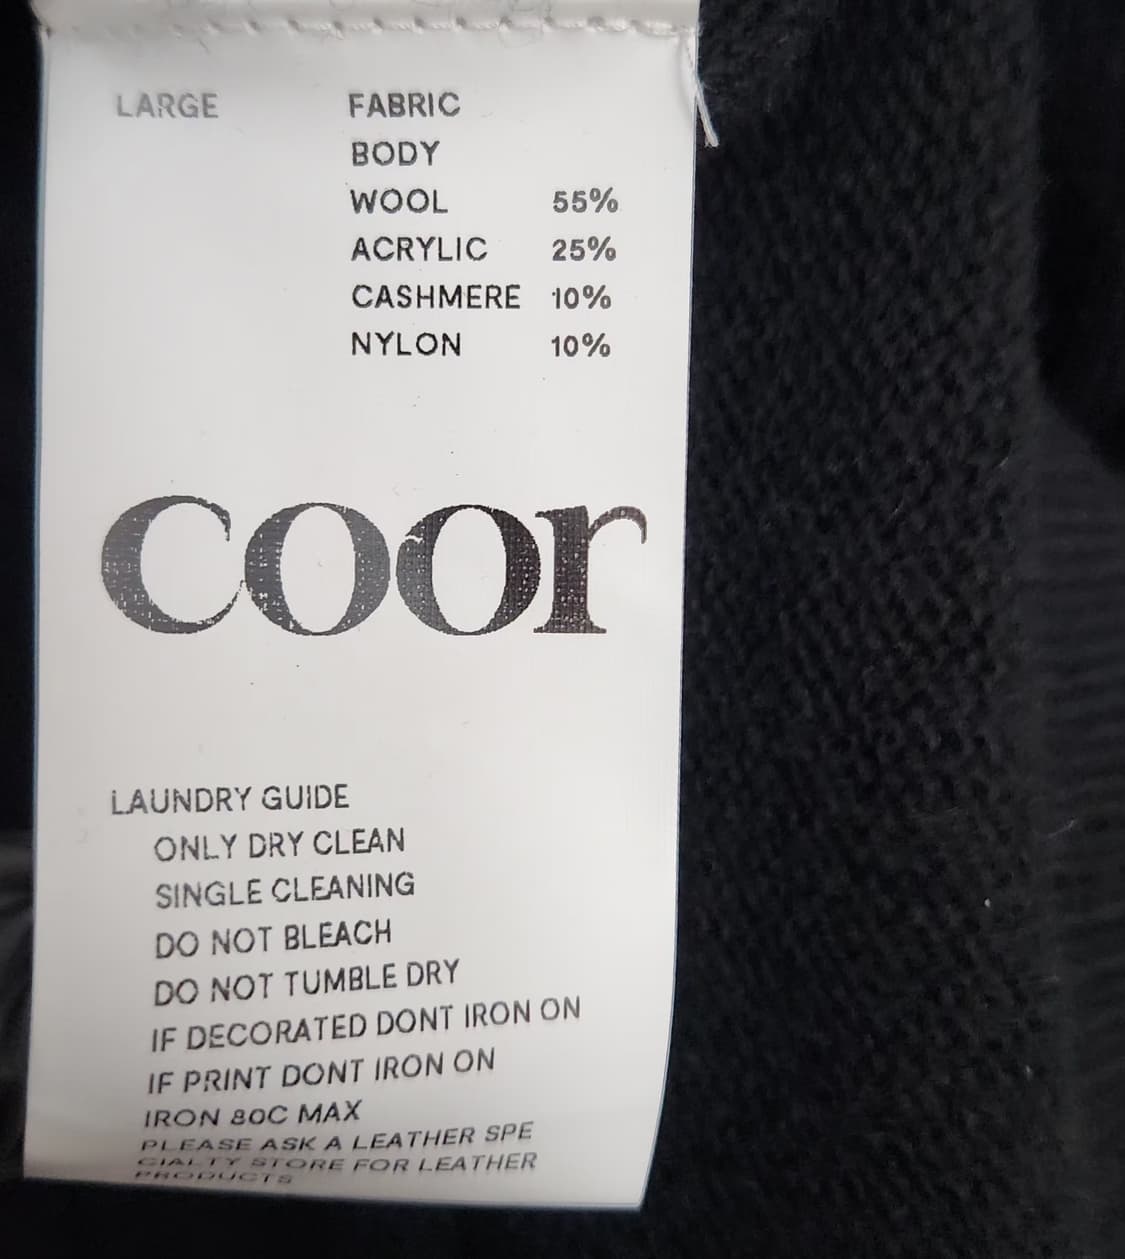 LARGE FABRIC
BODY
WOOL 55%
ACRYLIC 25%
CASHMERE 10%
NYLON 10%
coor
LAUNDRY GUIDE
ONLY DRY CLEAN
SINGLE CLEANING
DO NOT BLEACH
DO NOT TUMBLE DRY
IF DECORATED DONT IRON ON
IF PRINT DONT IRON ON
IRON 80C MAX
PLEASE ASK A LEATHER SPE
CIALTY STORE FOR LEATHER
PRODUCTS